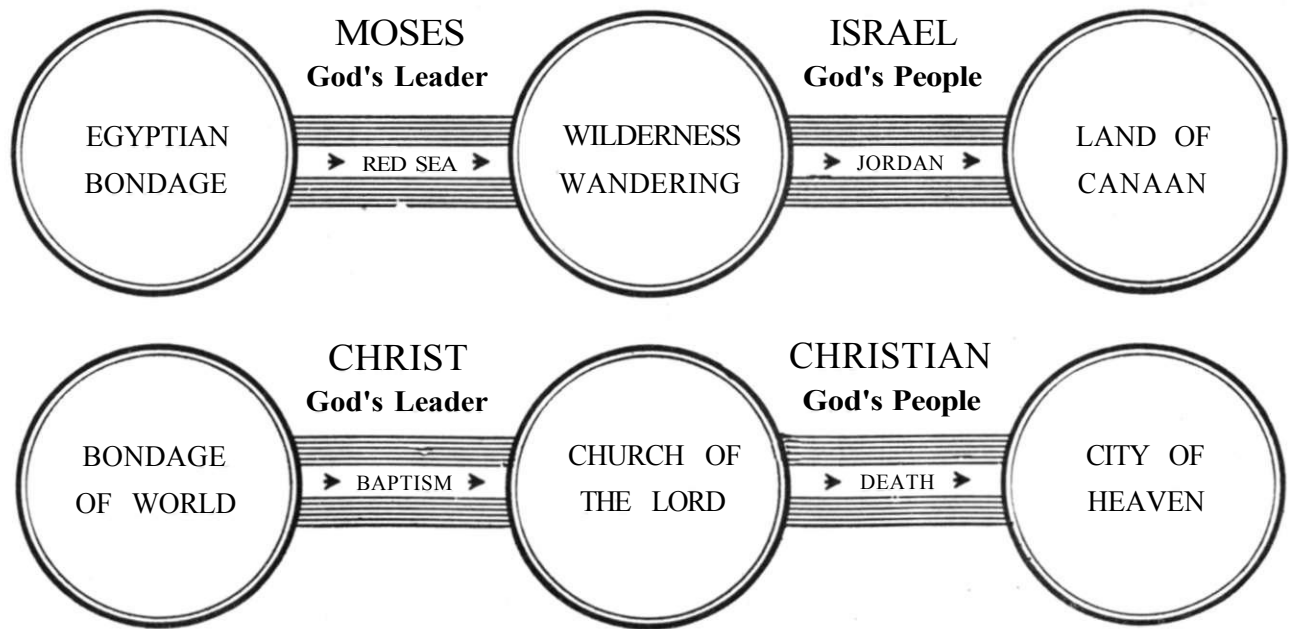 MOSES
God's Leader
ISRAEL
God's People
EGYPTIAN
BONDAGE
RED SEA
WILDERNESS
WANDERING
JORDAN
LAND OF
CANAAN
CHRIST
God's Leader
CHRISTIAN
God's People
BONDAGE
OF WORLD
BAPTISM
CHURCH OF
THE LORD
DEATH
CITY OF
HEAVEN